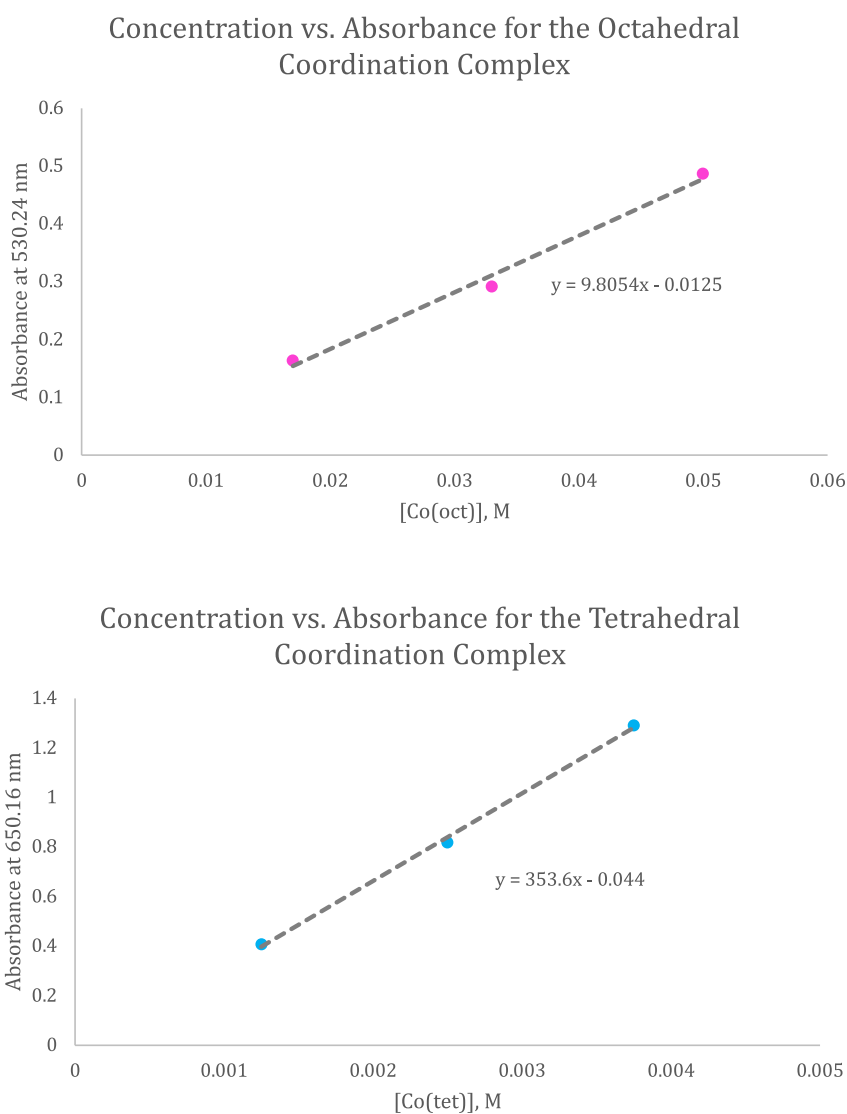 Concentration vs. Absorbance for the Octahedral
Coordination Complex
0.6
0.5
0.4
0.3
0.2
0.1
0
Absorbance at 530.24 nm
y = 9.8054x - 0.0125
0
0.01
0.02
0.03
0.04
0.05
0.06
[Co(oct)], M
Concentration vs. Absorbance for the Tetrahedral
Coordination Complex
1.4
1.2
1
0.8
0.6
0.4
0.2
0
Absorbance at 650.16 nm
y = 353.6x - 0.044
0
0.001
0.002
0.003
0.004
0.005
[Co(tet)], M